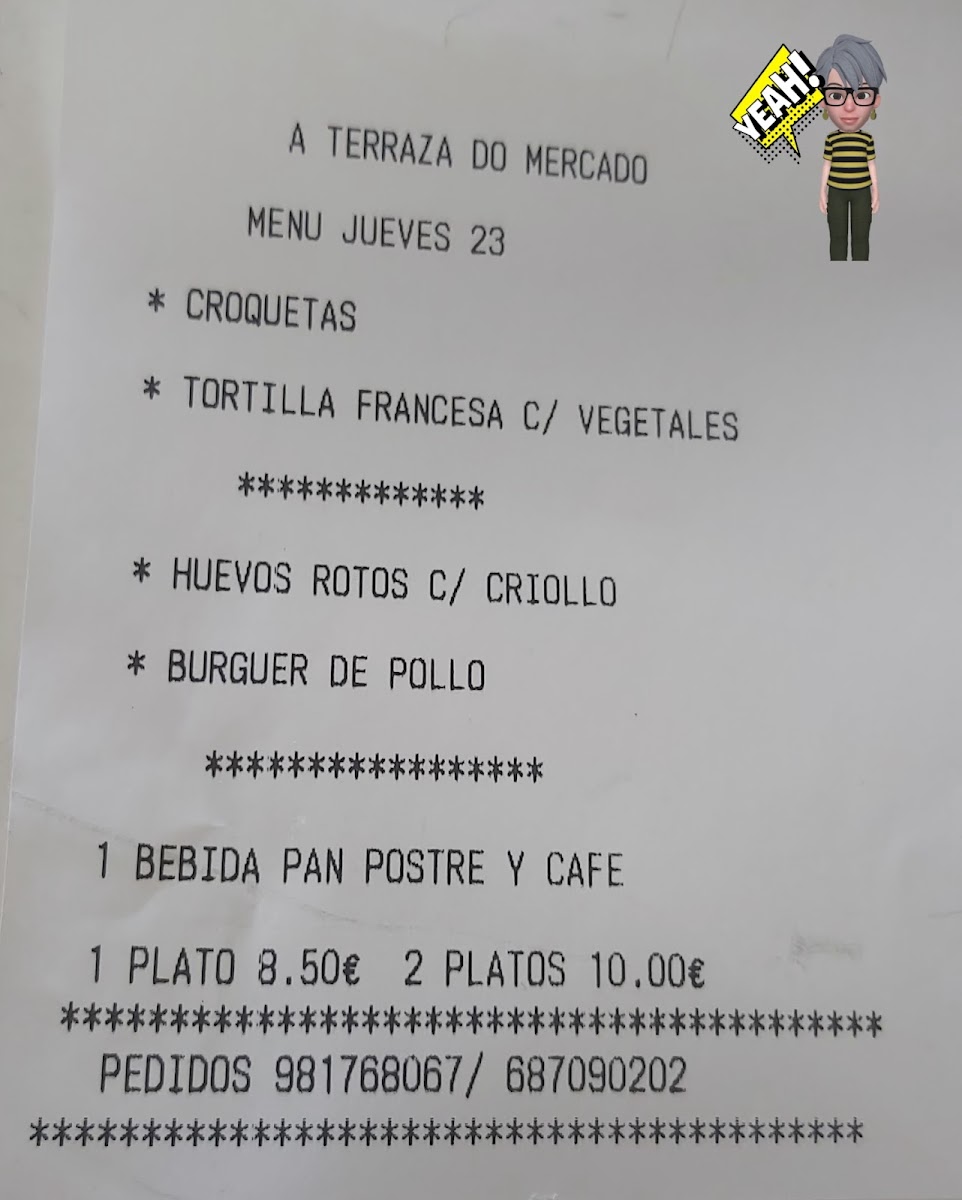 YEAH!
A TERRAZA DO MERCADO
MENU JUEVES 23
* CROQUETAS
* TORTILLA FRANCESA C/ VEGETALES
*************
* HUEVOS ROTOS C/ CRIOLLO
* BURGUER DE POLLO
*****************
1 BEBIDA PAN POSTRE Y CAFE
1 PLATO 8.50€ 2 PLATOS 10.00€
****************************************
PEDIDOS 981768067/ 687090202
****************************************